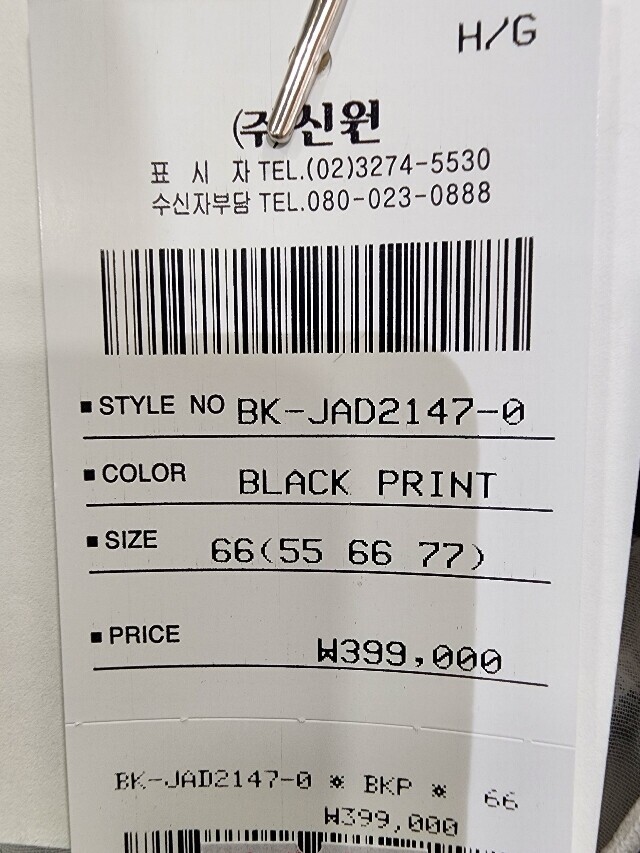 H/G
(주)신원
표 시 자 TEL.(02)3274-5530
수신자부담 TEL.080-023-0888
■ STYLE NO BK-JAD2147-0
■ COLOR BLACK PRINT
■ SIZE 66(55 66 77)
■ PRICE ₩399,000
BK-JAD2147-0 * BKP * 66
₩399,000